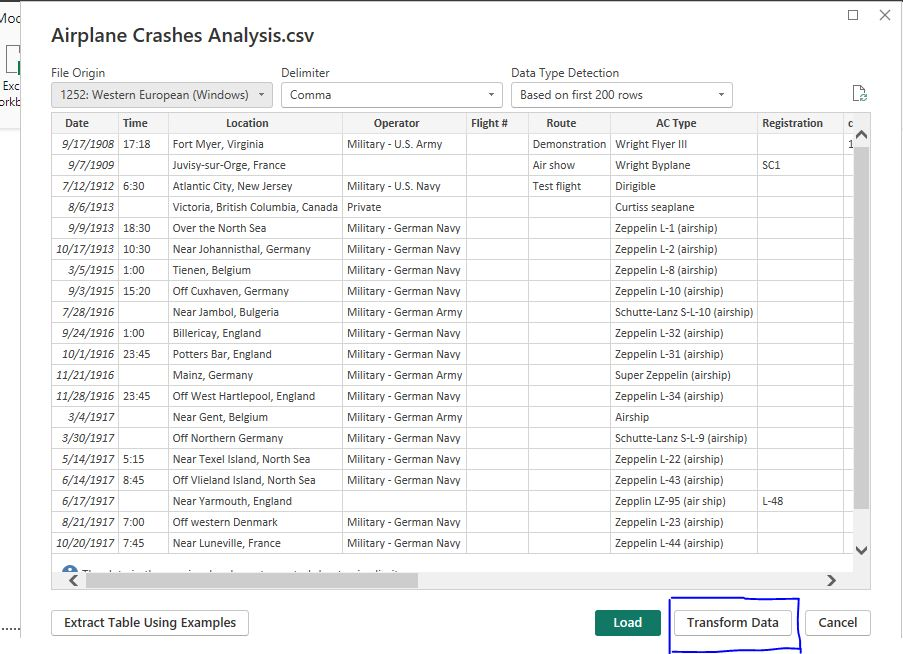 Mod
Airplane Crashes Analysis.csv
File Origin Delimiter Data Type Detection
1252: Western European (Windows) Comma Based on first 200 rows
Date Time Location Operator Flight # Route AC Type Registration c
9/17/1908 17:18 Fort Myer, Virginia Military - U.S. Army Demonstration Wright Flyer III 1
9/7/1909 Juvisy-sur-Orge, France Air show Wright Byplane SC1
7/12/1912 6:30 Atlantic City, New Jersey Military - U.S. Navy Test flight Dirigible
8/6/1913 Victoria, British Columbia, Canada Private Curtiss seaplane
9/9/1913 18:30 Over the North Sea Military - German Navy Zeppelin L-1 (airship)
10/17/1913 10:30 Near Johannisthal, Germany Military - German Navy Zeppelin L-2 (airship)
3/5/1915 1:00 Tienen, Belgium Military - German Navy Zeppelin L-8 (airship)
9/3/1915 15:20 Off Cuxhaven, Germany Military - German Navy Zeppelin L-10 (airship)
7/28/1916 Near Jambol, Bulgeria Military - German Army Schutte-Lanz S-L-10 (airship)
9/24/1916 1:00 Billericay, England Military - German Navy Zeppelin L-32 (airship)
10/1/1916 23:45 Potters Bar, England Military - German Navy Zeppelin L-31 (airship)
11/21/1916 Mainz, Germany Military - German Army Super Zeppelin (airship)
11/28/1916 23:45 Off West Hartlepool, England Military - German Navy Zeppelin L-34 (airship)
3/4/1917 Near Gent, Belgium Military - German Army Airship
3/30/1917 Off Northern Germany Military - German Navy Schutte-Lanz S-L-9 (airship)
5/14/1917 5:15 Near Texel Island, North Sea Military - German Navy Zeppelin L-22 (airship)
6/14/1917 8:45 Off Vlieland Island, North Sea Military - German Navy Zeppelin L-43 (airship)
6/17/1917 Near Yarmouth, England Zepplin LZ-95 (air ship) L-48
8/21/1917 7:00 Off western Denmark Military - German Navy Zeppelin L-23 (airship)
10/20/1917 7:45 Near Luneville, France Military - German Navy Zeppelin L-44 (airship)
Extract Table Using Examples Load Transform Data Cancel